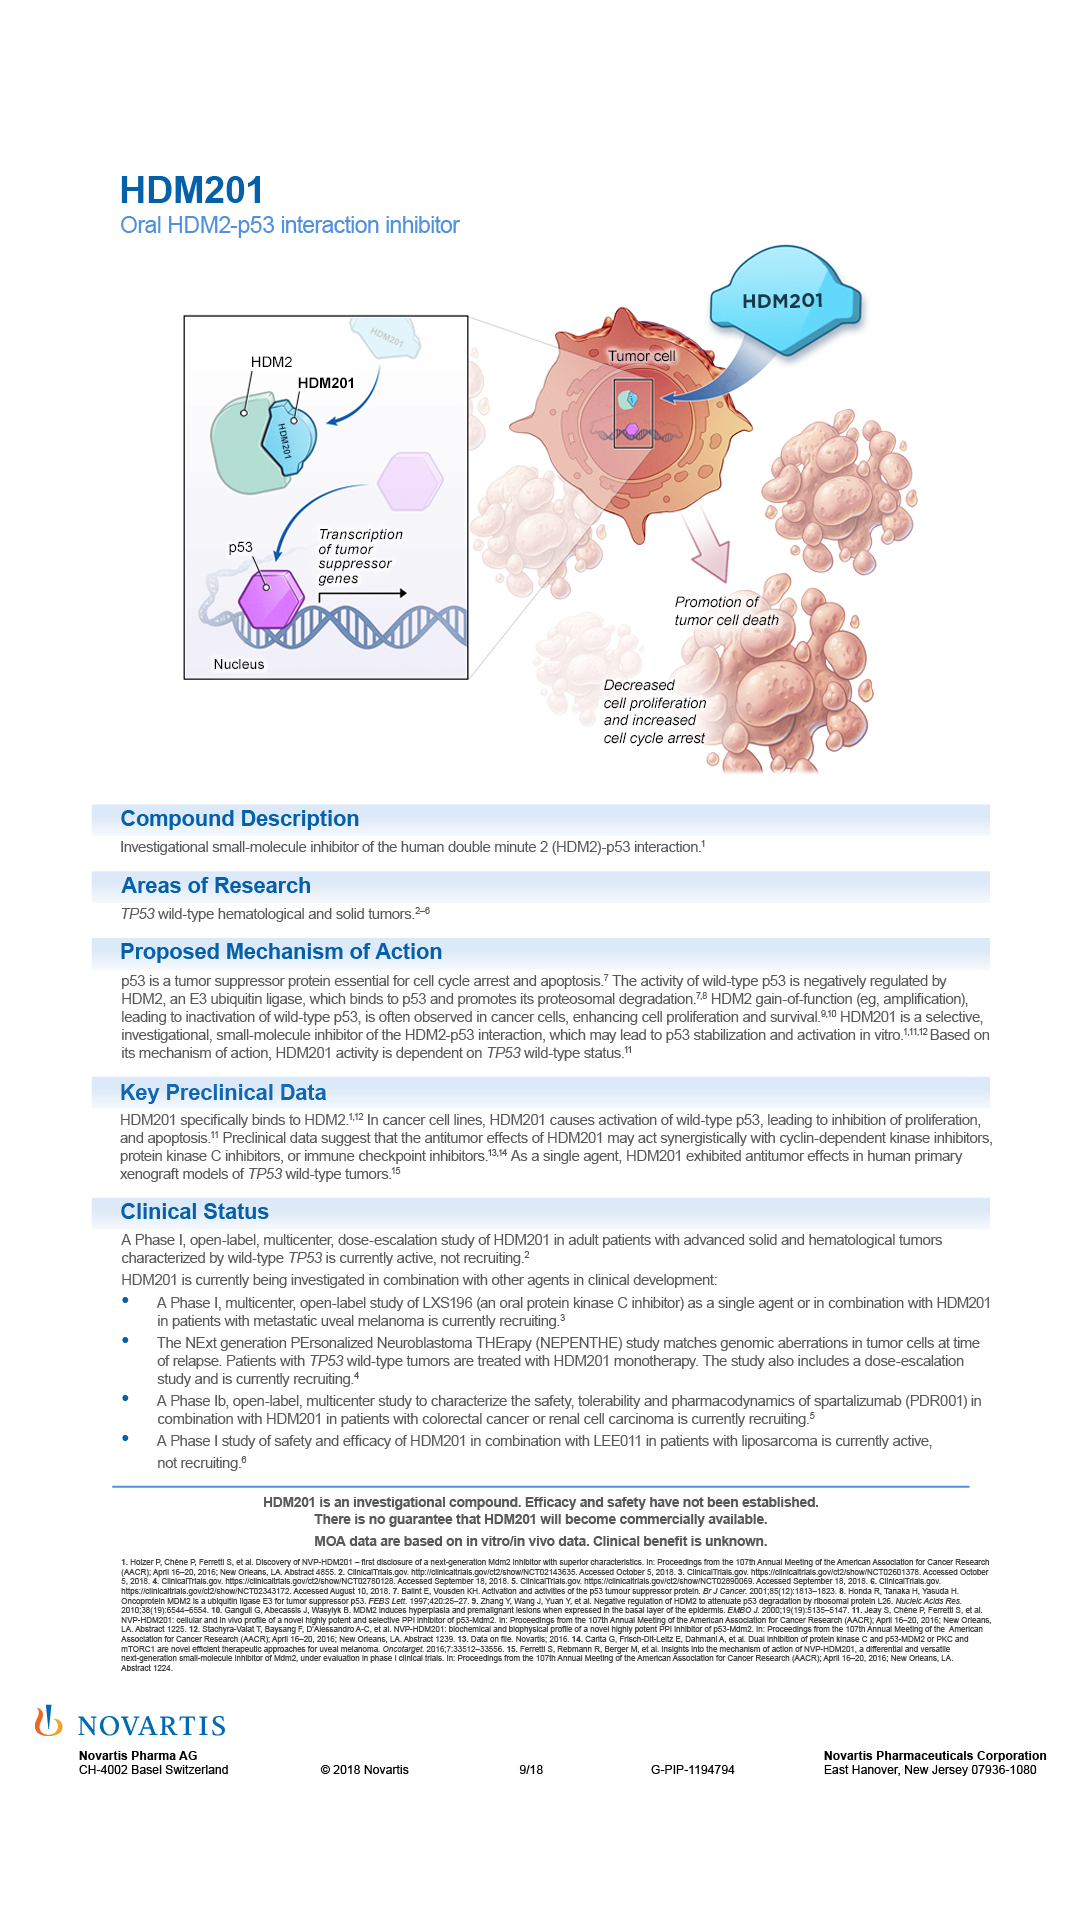 HDM201
Oral HDM2-p53 interaction inhibitor
HDM201
HDM201
Tumor cell
HDM2
HDM201
HDM201
Transcription
of tumor
suppressor
genes
p53
Nucleus
Promotion of
tumor cell death
Decreased
cell proliferation
and increased
cell cycle arrest
Compound Description
Investigational small-molecule inhibitor of the human double minute 2 (HDM2)-p53 interaction.¹
Areas of Research
TP53 wild-type hematological and solid tumors.²⁻⁶
Proposed Mechanism of Action
p53 is a tumor suppressor protein essential for cell cycle arrest and apoptosis.⁷ The activity of wild-type p53 is negatively regulated by
HDM2, an E3 ubiquitin ligase, which binds to p53 and promotes its proteosomal degradation.⁷,⁸ HDM2 gain-of-function (eg, amplification),
leading to inactivation of wild-type p53, is often observed in cancer cells, enhancing cell proliferation and survival.⁹,¹⁰ HDM201 is a selective,
investigational, small-molecule inhibitor of the HDM2-p53 interaction, which may lead to p53 stabilization and activation in vitro.¹,¹¹,¹² Based on
its mechanism of action, HDM201 activity is dependent on TP53 wild-type status.¹¹
Key Preclinical Data
HDM201 specifically binds to HDM2.¹,¹² In cancer cell lines, HDM201 causes activation of wild-type p53, leading to inhibition of proliferation,
and apoptosis.¹¹ Preclinical data suggest that the antitumor effects of HDM201 may act synergistically with cyclin-dependent kinase inhibitors,
protein kinase C inhibitors, or immune checkpoint inhibitors.¹³,¹⁴ As a single agent, HDM201 exhibited antitumor effects in human primary
xenograft models of TP53 wild-type tumors.¹⁵
Clinical Status
A Phase I, open-label, multicenter, dose-escalation study of HDM201 in adult patients with advanced solid and hematological tumors
characterized by wild-type TP53 is currently active, not recruiting.²
HDM201 is currently being investigated in combination with other agents in clinical development:
• A Phase I, multicenter, open-label study of LXS196 (an oral protein kinase C inhibitor) as a single agent or in combination with HDM201
in patients with metastatic uveal melanoma is currently recruiting.³
• The NExt generation PErsonalized Neuroblastoma THErapy (NEPENTHE) study matches genomic aberrations in tumor cells at time
of relapse. Patients with TP53 wild-type tumors are treated with HDM201 monotherapy. The study also includes a dose-escalation
study and is currently recruiting.⁴
• A Phase Ib, open-label, multicenter study to characterize the safety, tolerability and pharmacodynamics of spartalizumab (PDR001) in
combination with HDM201 in patients with colorectal cancer or renal cell carcinoma is currently recruiting.⁵
• A Phase I study of safety and efficacy of HDM201 in combination with LEE011 in patients with liposarcoma is currently active,
not recruiting.⁶
HDM201 is an investigational compound. Efficacy and safety have not been established.
There is no guarantee that HDM201 will become commercially available.
MOA data are based on in vitro/in vivo data. Clinical benefit is unknown.
1. Holzer P, Chène P, Ferretti S, et al. Discovery of NVP-HDM201 – first disclosure of a next-generation Mdm2 inhibitor with superior characteristics. In: Proceedings from the 107th Annual Meeting of the American Association for Cancer Research
(AACR); April 16–20, 2016; New Orleans, LA. Abstract 4855. 2. ClinicalTrials.gov. http://clinicaltrials.gov/ct2/show/NCT02143635. Accessed October 5, 2018. 3. ClinicalTrials.gov. https://clinicaltrials.gov/ct2/show/NCT02601378. Accessed October
5, 2018. 4. ClinicalTrials.gov. https://clinicaltrials.gov/ct2/show/NCT02780128. Accessed September 18, 2018. 5. ClinicalTrials.gov. https://clinicaltrials.gov/ct2/show/NCT02890069. Accessed September 18, 2018. 6. ClinicalTrials.gov.
https://clinicaltrials.gov/ct2/show/NCT02343172. Accessed August 10, 2018. 7. Balint E, Vousden KH. Activation and activities of the p53 tumour suppressor protein. Br J Cancer. 2001;85(12):1813–1823. 8. Honda R, Tanaka H, Yasuda H.
Oncoprotein MDM2 is a ubiquitin ligase E3 for tumor suppressor p53. FEBS Lett. 1997;420:25–27. 9. Zhang Y, Wang J, Yuan Y, et al. Negative regulation of HDM2 to attenuate p53 degradation by ribosomal protein L26. Nucleic Acids Res.
2010;38(19):6544–6554. 10. Ganguli G, Abecassis J, Wasylyk B. MDM2 induces hyperplasia and premalignant lesions when expressed in the basal layer of the epidermis. EMBO J. 2000;19(19):5135–5147. 11. Jeay S, Chène P, Ferretti S, et al.
NVP-HDM201: cellular and in vivo profile of a novel highly potent and selective PPI inhibitor of p53-Mdm2. In: Proceedings from the 107th Annual Meeting of the American Association for Cancer Research (AACR); April 16–20, 2016; New Orleans,
LA. Abstract 1225. 12. Stachyra-Valat T, Baysang F, D'Alessandro A-C, et al. NVP-HDM201: biochemical and biophysical profile of a novel highly potent PPI inhibitor of p53-Mdm2. In: Proceedings from the 107th Annual Meeting of the American
Association for Cancer Research (AACR); April 16–20, 2016; New Orleans, LA. Abstract 1239. 13. Data on file. Novartis; 2016. 14. Carita G, Frisch-Dit-Leitz E, Dahmani A, et al. Dual inhibition of protein kinase C and p53-MDM2 or PKC and
mTORC1 are novel efficient therapeutic approaches for uveal melanoma. Oncotarget. 2016;7:33512–33556. 15. Ferretti S, Rebmann R, Berger M, et al. Insights into the mechanism of action of NVP-HDM201, a differential and versatile
next-generation small-molecule inhibitor of Mdm2, under evaluation in phase I clinical trials. In: Proceedings from the 107th Annual Meeting of the American Association for Cancer Research (AACR); April 16–20, 2016; New Orleans, LA.
Abstract 1224.
NOVARTIS
Novartis Pharma AG
CH-4002 Basel Switzerland
© 2018 Novartis
9/18
G-PIP-1194794
Novartis Pharmaceuticals Corporation
East Hanover, New Jersey 07936-1080